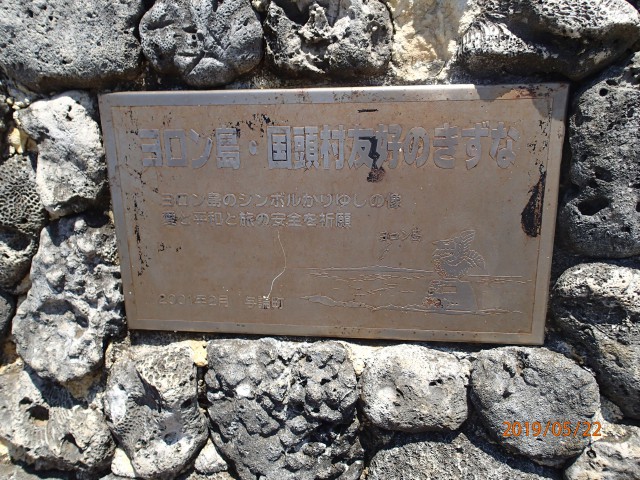 ヨロン島・国頭村友好のきずな
ヨロン島のシンボルかりゆしの像
愛と平和と旅の安全を祈願
ヨロン島
2001年2月 与論町
2019/05/22